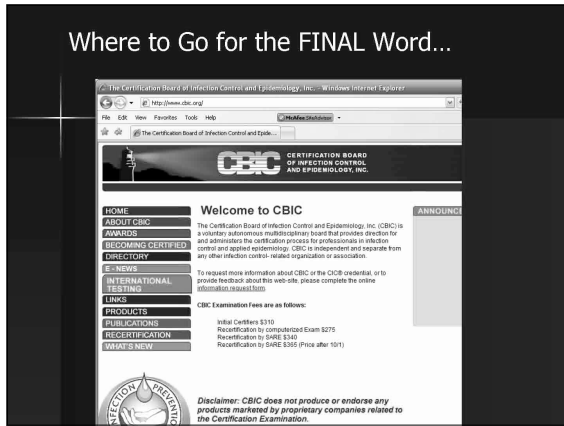 Where to Go for the FINAL Word...
The Certification Board of Infection Control and Epidemiology, Inc. - Windows Internet Explorer
http://www.cbic.org/
File Edit View Favorites Tools Help
McAfee SiteAdvisor
The Certification Board of Infection Control and Epide...
CBIC
CERTIFICATION BOARD
OF INFECTION CONTROL
AND EPIDEMIOLOGY, INC.
HOME
ABOUT CBIC
AWARDS
BECOMING CERTIFIED
DIRECTORY
E - NEWS
INTERNATIONAL
TESTING
LINKS
PRODUCTS
PUBLICATIONS
RECERTIFICATION
WHAT'S NEW
Welcome to CBIC
The Certification Board of Infection Control and Epidemiology, Inc. (CBIC) is
a voluntary autonomous multidisciplinary board that provides direction for
and administers the certification process for professionals in infection
control and applied epidemiology. CBIC is independent and separate from
any other infection control- related organization or association.
To request more information about CBIC or the CIC® credential, or to
provide feedback about this web-site, please complete the online
information request form.
CBIC Examination Fees are as follows:
Initial Certifiers $310
Recertification by computerized Exam $275
Recertification by SARE $340
Recertification by SARE $365 (Price after 10/1)
Disclaimer: CBIC does not produce or endorse any
products marketed by proprietary companies related to
the Certification Examination.
ANNOUNCE
INFECTION PREVENTI